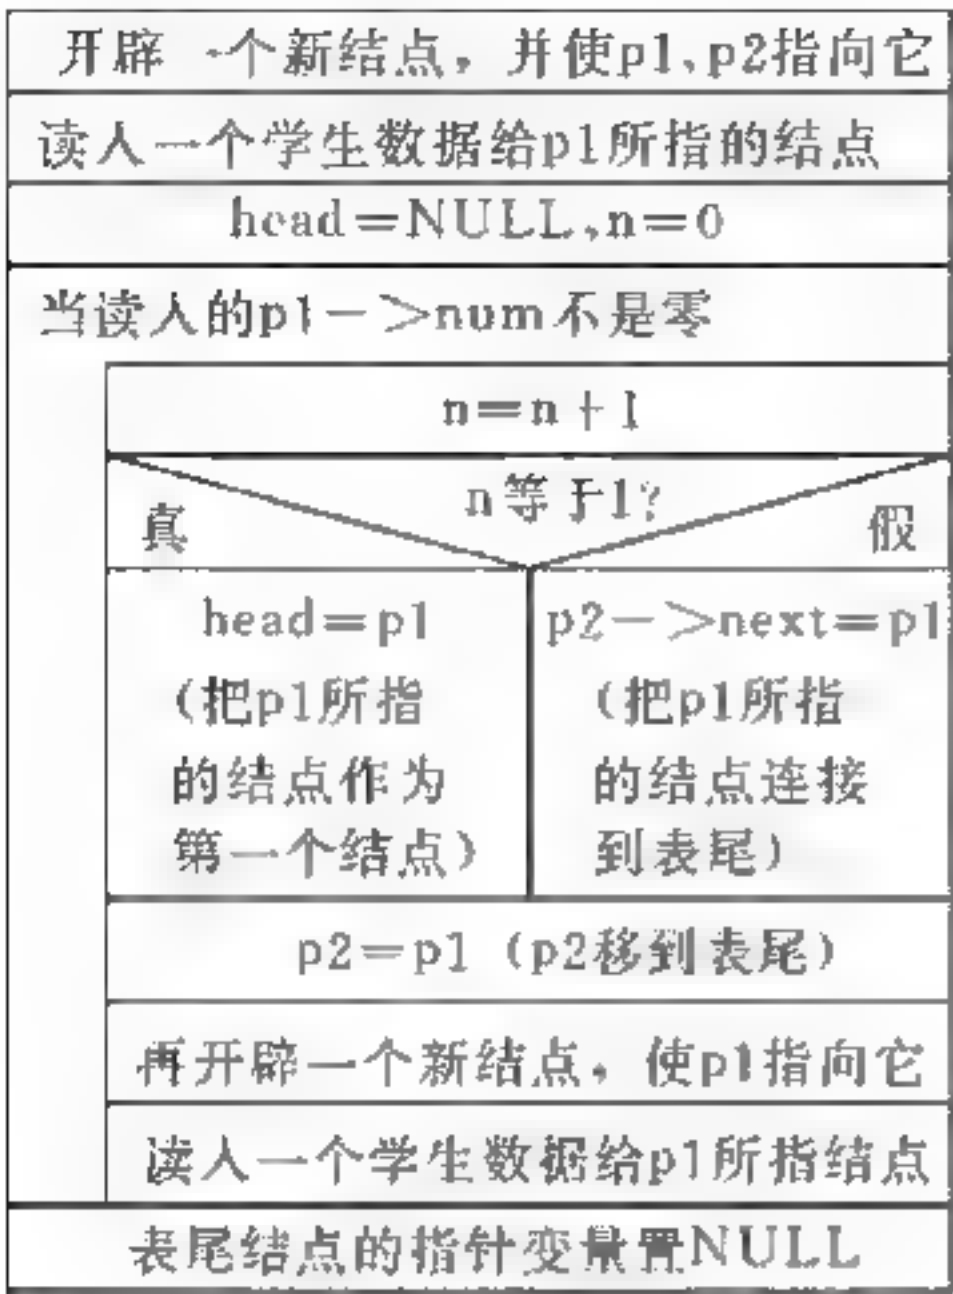 开辟一个新结点，并使p1、p2指向它
读入一个学生数据给p1所指的结点
head=NULL,n=0
当读入的p1->num不是零
n=n+1
n等于1?
真
假
head=p1
(把p1所指
的结点作为
第一个结点)
p2->next=p1
(把p1所指
的结点连接
到表尾)
p2=p1 (p2移到表尾)
再开辟一个新结点，使p1指向它
读入一个学生数据给p1所指结点
表尾结点的指针变量置NULL